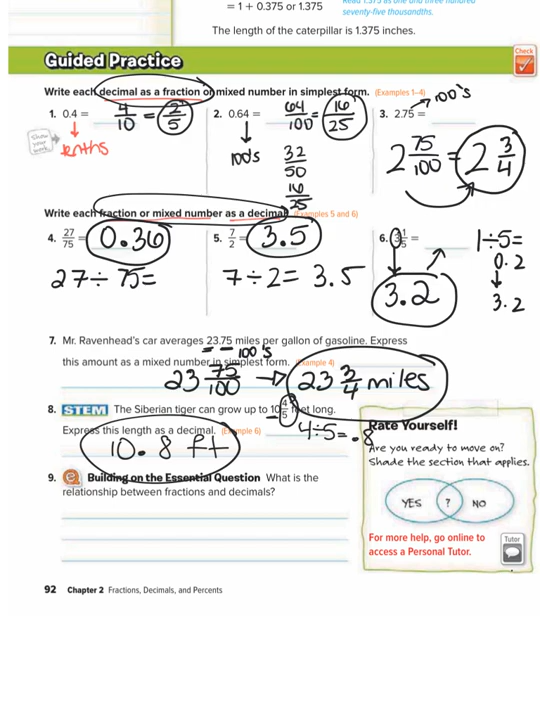 = 1 + 0.375 or 1.375
seventy-five thousandths.
The length of the caterpillar is 1.375 inches.
Guided Practice
Check
Write each decimal as a fraction or mixed number in simplest form. (Examples 1–4)
100's
1. 0.4 = 4/10 = 2/5
2. 0.64 = 64/100 = 16/25
3. 2.75 =
Show your work.
tenths
100's
32/50
16/25
2 75/100 = 2 3/4
Write each fraction or mixed number as a decimal. (Examples 5 and 6)
4. 27/75 = 0.36
5. 7/2 = 3.5
6. 3 1/5 =
1÷5=
0.2
3.2
27÷75=
7÷2= 3.5
3.2
7. Mr. Ravenhead's car averages 23.75 miles per gallon of gasoline. Express
100's
this amount as a mixed number in simplest form. (Example 4)
23 75/100 → 23 3/4 miles
8. STEM The Siberian tiger can grow up to 10 4/5 feet long.
Express this length as a decimal. (Example 6)
4÷5= .8
10.8 ft
9. Building on the Essential Question What is the
relationship between fractions and decimals?
Rate Yourself!
Are you ready to move on?
Shade the section that applies.
YES ? NO
For more help, go online to
access a Personal Tutor.
Tutor
92 Chapter 2 Fractions, Decimals, and Percents